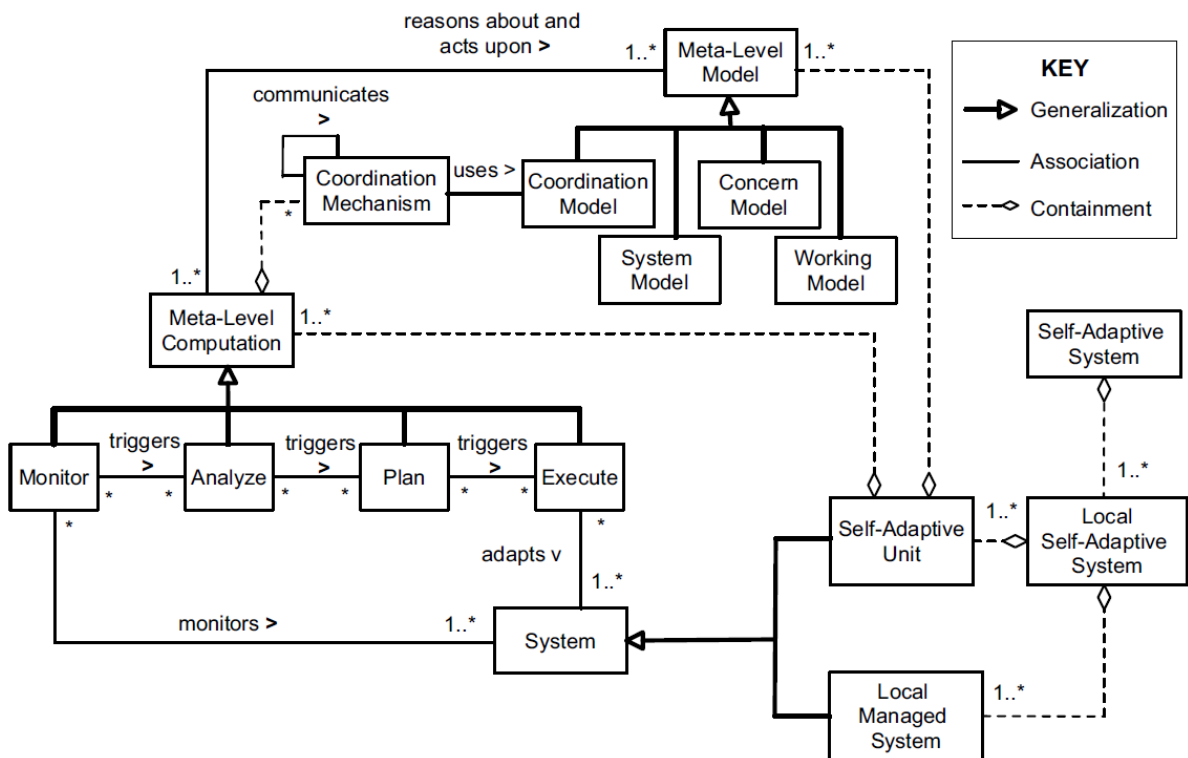 reasons about and
acts upon >
1..*
Meta-Level
Model
1..*
KEY
Generalization
Association
Containment
communicates
>
Coordination
Mechanism
uses >
Coordination
Model
Concern
Model
*
System
Model
Working
Model
1..*
Meta-Level
Computation
1..*
Self-Adaptive
System
triggers
>
triggers
>
triggers
>
Monitor
Analyze
Plan
Execute
*
*
*
*
*
*
1..*
*
*
Self-Adaptive
Unit
1..*
Local
Self-Adaptive
System
adapts v
1..*
monitors >
1..*
System
Local
Managed
System
1..*